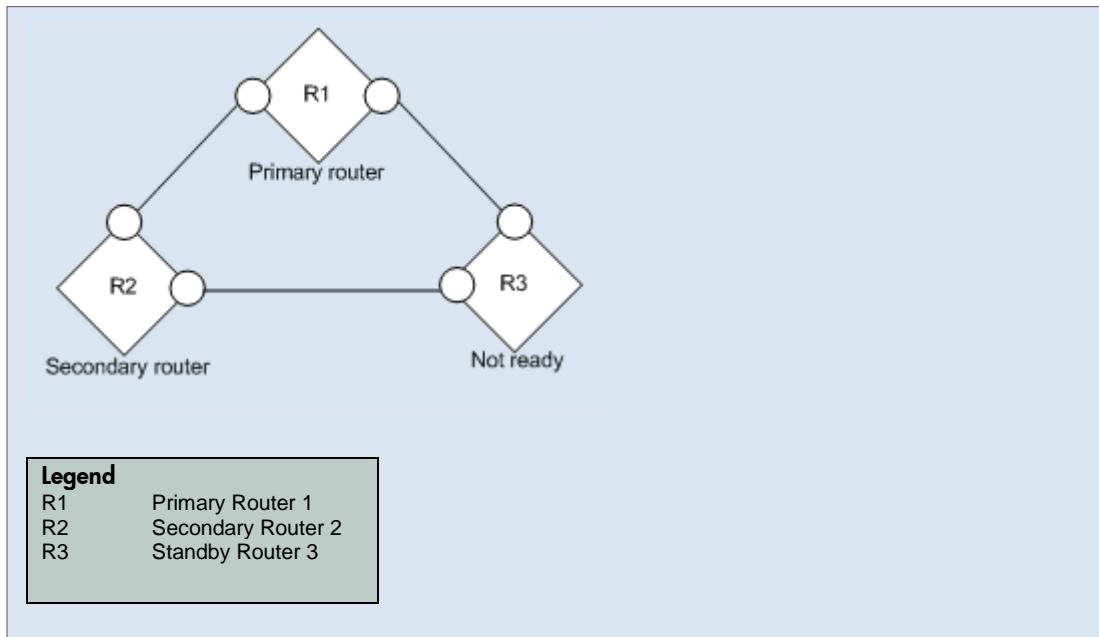 R1
Primary router
R2
R3
Secondary router
Not ready
Legend
R1 Primary Router 1
R2 Secondary Router 2
R3 Standby Router 3